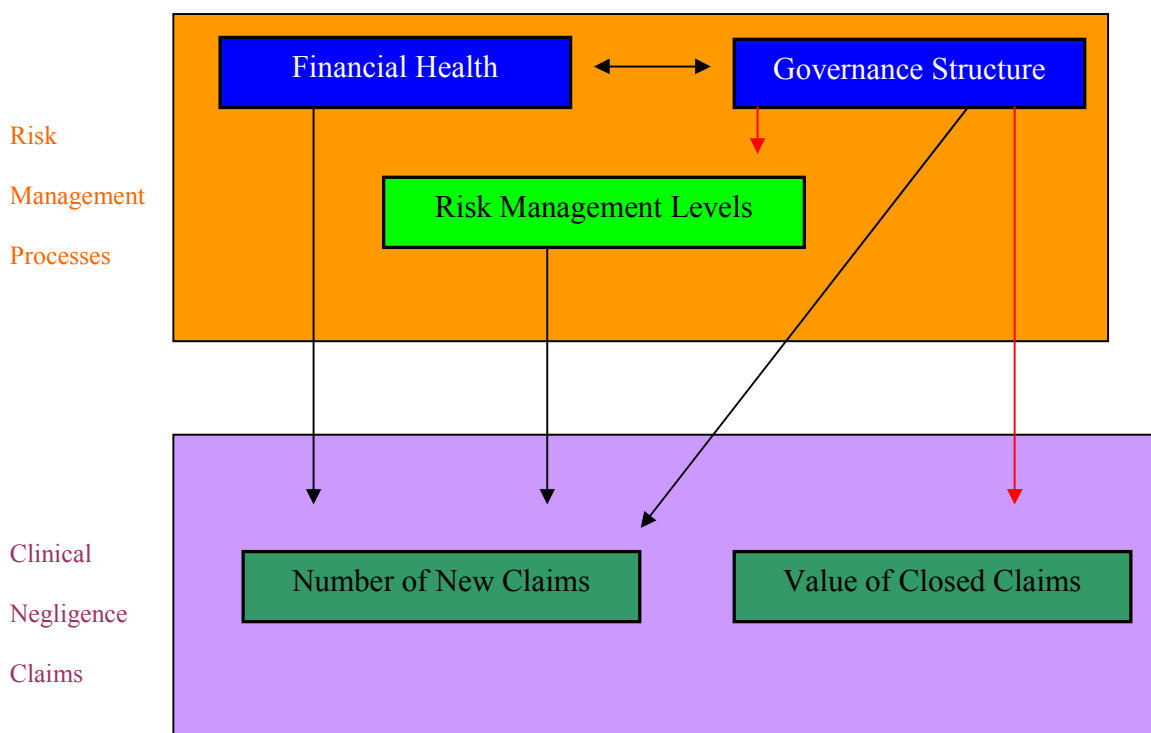 Financial Health
Governance Structure
Risk
Management
Processes
Risk Management Levels
Clinical
Negligence
Claims
Number of New Claims
Value of Closed Claims